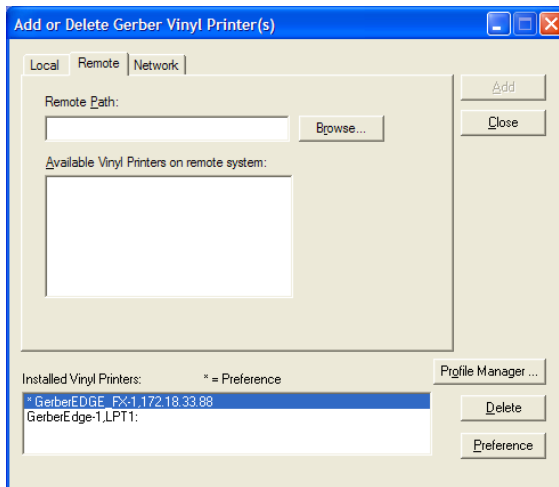 Add or Delete Gerber Vinyl Printer(s)
Local Remote Network
Add
Remote Path:
Browse...
Close
Available Vinyl Printers on remote system:
Profile Manager ...
Installed Vinyl Printers: * = Preference
* GerberEDGE_FX-1,172.18.33.88
GerberEdge-1,LPT1:
Delete
Preference